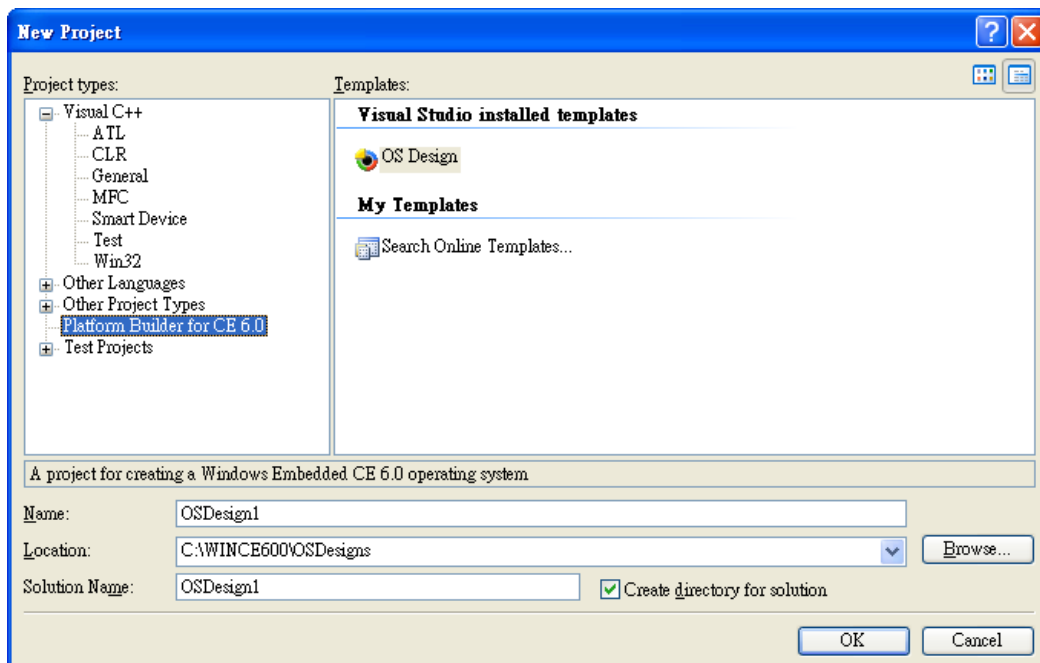 New Project
Project types:
Templates:
Visual C++
ATL
CLR
General
MFC
Smart Device
Test
Win32
Other Languages
Other Project Types
Platform Builder for CE 6.0
Test Projects
Visual Studio installed templates
OS Design
My Templates
Search Online Templates...
A project for creating a Windows Embedded CE 6.0 operating system
Name:
OSDesign1
Location:
C:\WINCE600\OSDesigns
Browse...
Solution Name:
OSDesign1
Create directory for solution
OK
Cancel